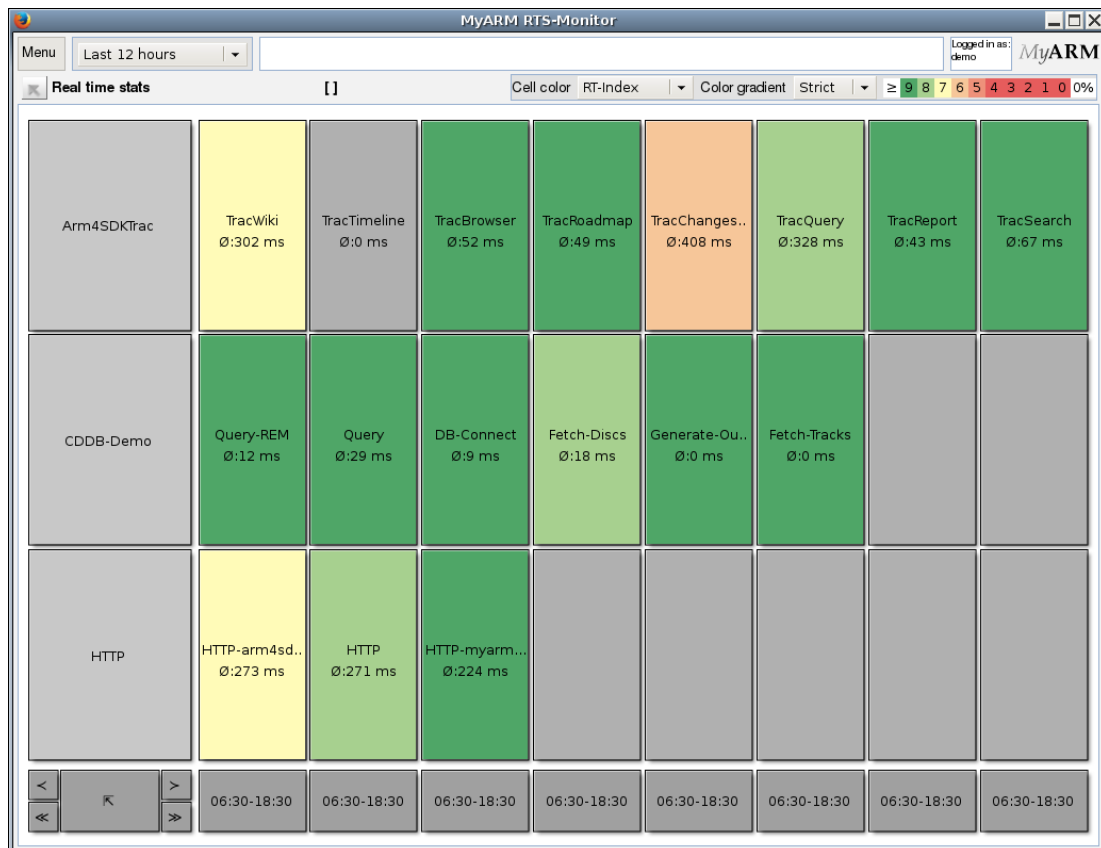 MyARM RTS-Monitor
Menu Last 12 hours Logged in as: demo MyARM
Real time stats [ ] Cell color RT-Index Color gradient Strict ≥ 9 8 7 6 5 4 3 2 1 0 0%
Arm4SDKTrac
TracWiki
Ø:302 ms
TracTimeline
Ø:0 ms
TracBrowser
Ø:52 ms
TracRoadmap
Ø:49 ms
TracChanges..
Ø:408 ms
TracQuery
Ø:328 ms
TracReport
Ø:43 ms
TracSearch
Ø:67 ms
CDDB-Demo
Query-REM
Ø:12 ms
Query
Ø:29 ms
DB-Connect
Ø:9 ms
Fetch-Discs
Ø:18 ms
Generate-Ou..
Ø:0 ms
Fetch-Tracks
Ø:0 ms
HTTP
HTTP-arm4sd..
Ø:273 ms
HTTP
Ø:271 ms
HTTP-myarm...
Ø:224 ms
< ⇱ >
≪ ≫
06:30-18:30 06:30-18:30 06:30-18:30 06:30-18:30 06:30-18:30 06:30-18:30 06:30-18:30 06:30-18:30